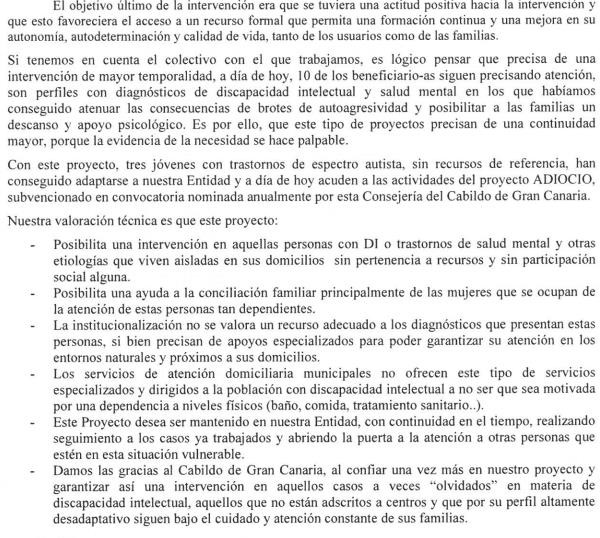 El objetivo último de la intervención era que se tuviera una actitud positiva hacia la intervención y
que esto favoreciera el acceso a un recurso formal que permita una formación continua y una mejora en su
autonomía, autodeterminación y calidad de vida, tanto de los usuarios como de las familias.
Si tenemos en cuenta el colectivo con el que trabajamos, es lógico pensar que precisa de una
intervención de mayor temporalidad, a día de hoy, 10 de los beneficiario-as siguen precisando atención,
son perfiles con diagnósticos de discapacidad intelectual y salud mental en los que habíamos
conseguido atenuar las consecuencias de brotes de autoagresividad y posibilitar a las familias un
descanso y apoyo psicológico. Es por ello, que este tipo de proyectos precisan de una continuidad
mayor, porque la evidencia de la necesidad se hace palpable.
Con este proyecto, tres jóvenes con trastornos de espectro autista, sin recursos de referencia, han
conseguido adaptarse a nuestra Entidad y a día de hoy acuden a las actividades del proyecto ADIOCIO,
subvencionado en convocatoria nominada anualmente por esta Consejería del Cabildo de Gran Canaria.
Nuestra valoración técnica es que este proyecto:
- Posibilita una intervención en aquellas personas con DI o trastornos de salud mental y otras
etiologías que viven aisladas en sus domicilios sin pertenencia a recursos y sin participación
social alguna.
- Posibilita una ayuda a la conciliación familiar principalmente de las mujeres que se ocupan de
la atención de estas personas tan dependientes.
- La institucionalización no se valora un recurso adecuado a los diagnósticos que presentan estas
personas, si bien precisan de apoyos especializados para poder garantizar su atención en los
entornos naturales y próximos a sus domicilios.
- Los servicios de atención domiciliaria municipales no ofrecen este tipo de servicios
especializados y dirigidos a la población con discapacidad intelectual a no ser que sea motivada
por una dependencia a niveles físicos (baño, comida, tratamiento sanitario..).
- Este Proyecto desea ser mantenido en nuestra Entidad, con continuidad en el tiempo, realizando
seguimiento a los casos ya trabajados y abriendo la puerta a la atención a otras personas que
estén en esta situación vulnerable.
- Damos las gracias al Cabildo de Gran Canaria, al confiar una vez más en nuestro proyecto y
garantizar así una intervención en aquellos casos a veces “olvidados” en materia de
discapacidad intelectual, aquellos que no están adscritos a centros y que por su perfil altamente
desadaptativo siguen bajo el cuidado y atención constante de sus familias.